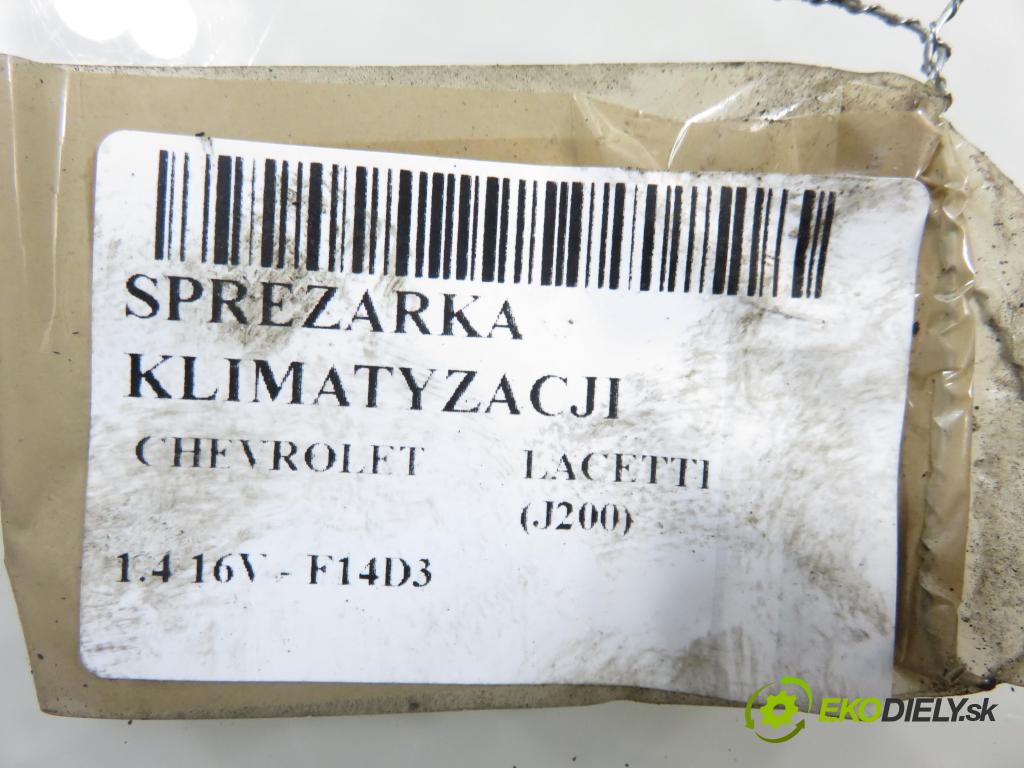 SPREZARKA
KLIMATYZACJI
CHEVROLET LACETTI
(J200)
1.4 16V - F14D3
EKODIELY.sk